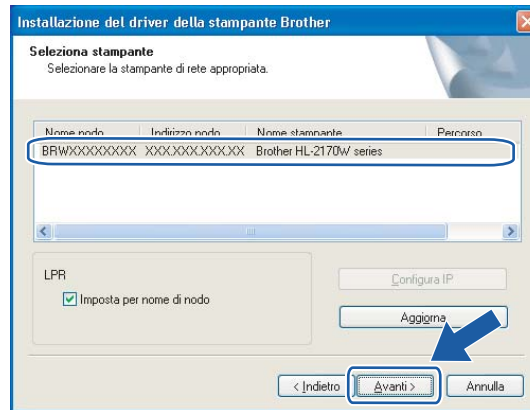 Installazione del driver della stampante Brother
Seleziona stampante
Selezionare la stampante di rete appropriata.
Nome nodo Indirizzo nodo Nome stampante Percorso
BRWXXXXXXXX XXX.XXX.XXX.XX Brother HL-2170W series
LPR
Imposta per nome di nodo
Configura IP
Aggiorna
< Indietro Avanti > Annulla